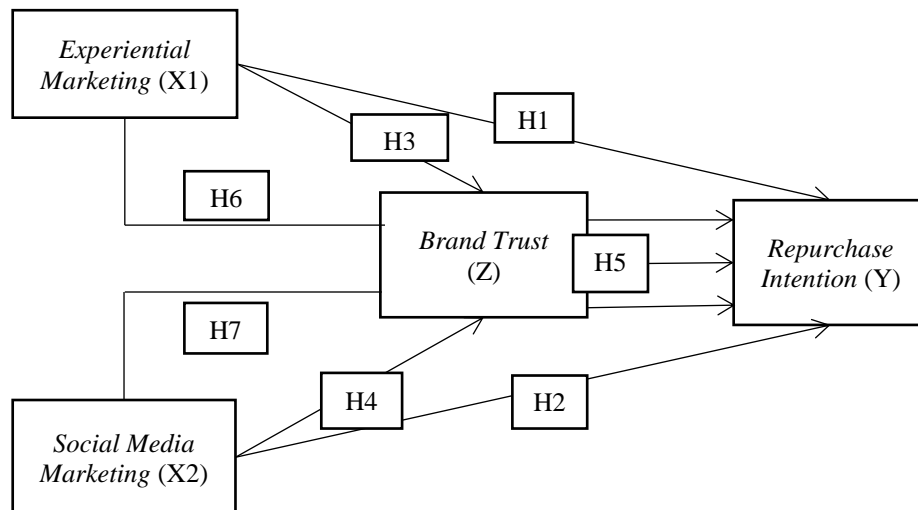 Experiential
Marketing (X1)
H1
H3
H6
Brand Trust
(Z)
H5
Repurchase
Intention (Y)
H7
H4
H2
Social Media
Marketing (X2)